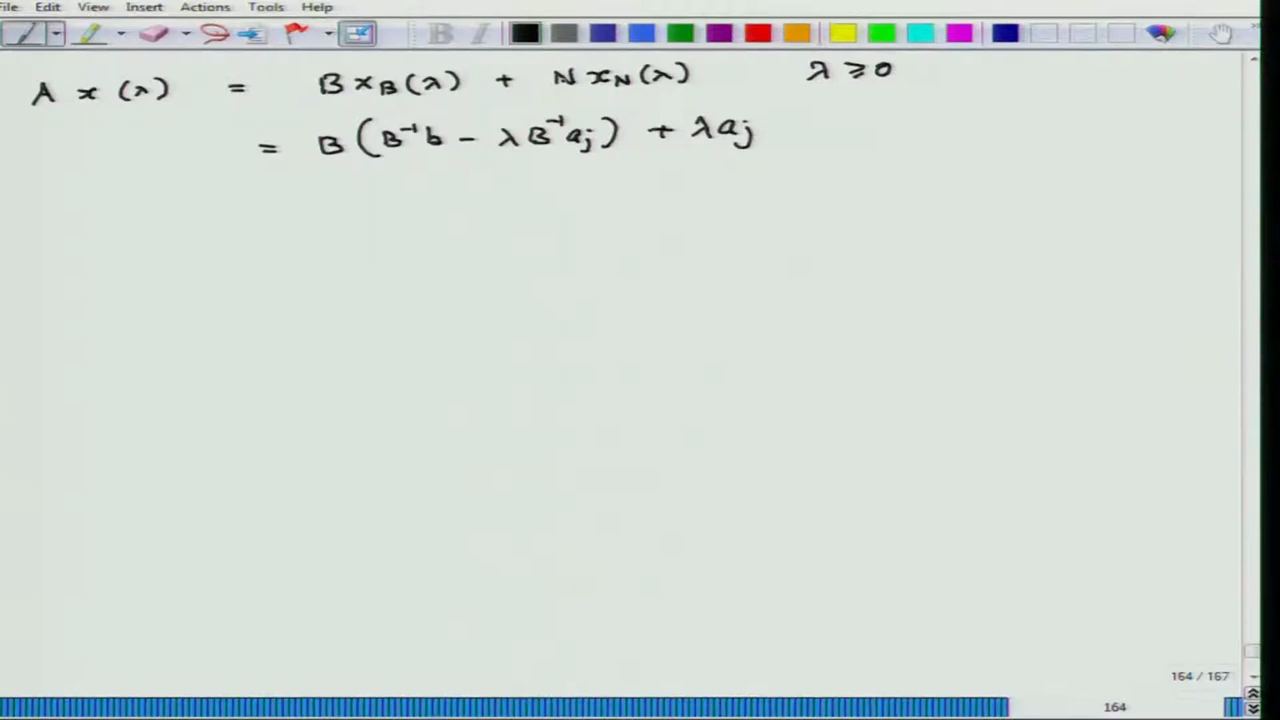 File Edit View Insert Actions Tools Help
A x (λ) = B x_B(λ) + N x_N(λ) λ ≥ 0
= B (B⁻¹b - λ B⁻¹a_j) + λ a_j
164 / 167
164